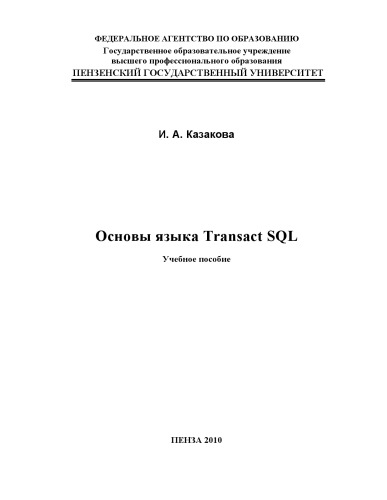 ФЕДЕРАЛЬНОЕ АГЕНТСТВО ПО ОБРАЗОВАНИЮ
Государственное образовательное учреждение
высшего профессионального образования
ПЕНЗЕНСКИЙ ГОСУДАРСТВЕННЫЙ УНИВЕРСИТЕТ
И. А. Казакова
Основы языка Transact SQL
Учебное пособие
ПЕНЗА 2010